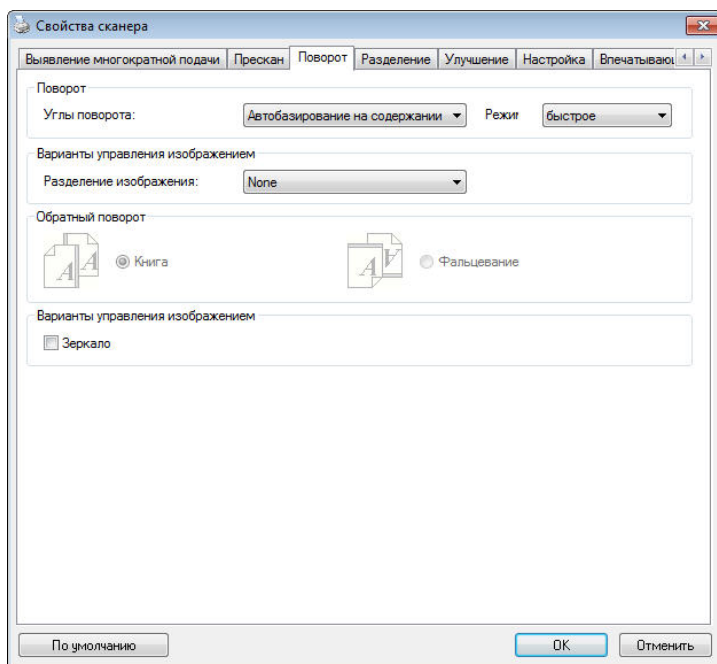 Свойства сканера
Выявление многократной подачи Прескан Поворот Разделение Улучшение Настройка Впечатываюц
Поворот
Углы поворота: Автобазирование на содержании Режи быстрое
Варианты управления изображением
Разделение изображения: None
Обратный поворот
A A Книга A A Фальцевание
Варианты управления изображением
Зеркало
По умолчанию OK Отменить